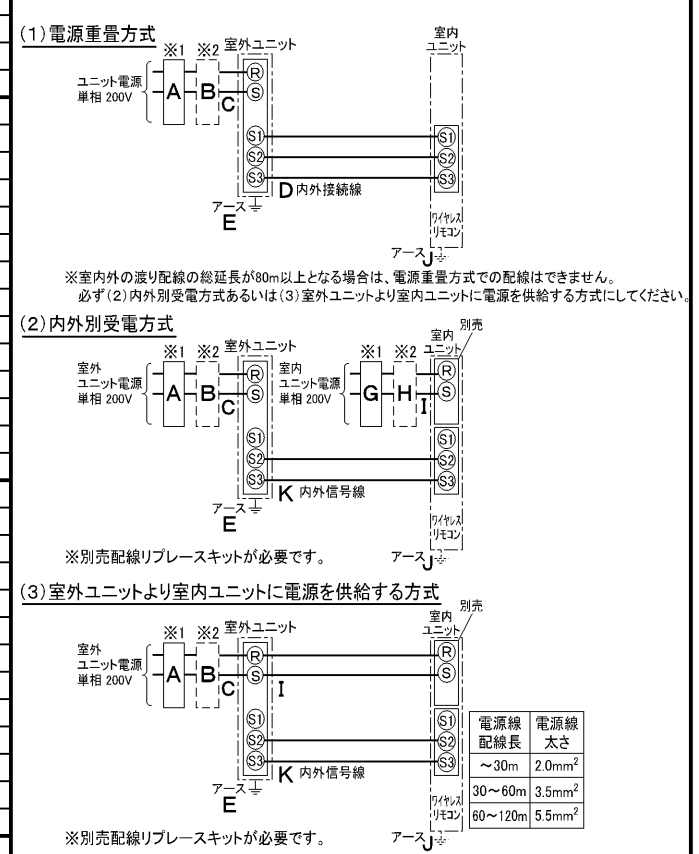 (1)電源重畳方式
※1 ※2 室外ユニット
室内
ユニット
ユニット電源
単相 200V
A B C
R
S
S1 S1
S2 S2
S3 S3
D 内外接続線
アース
E
ワイヤレス
リモコン
アース J
※室内外の渡り配線の総延長が80m以上となる場合は、電源重畳方式での配線はできません。
必ず(2)内外別受電方式あるいは(3)室外ユニットより室内ユニットに電源を供給する方式にしてください。
(2)内外別受電方式
※1 ※2 室外ユニット
※1 ※2
室内
ユニット
別売
室外
ユニット電源
単相 200V
A B C
R
S
室内
ユニット電源
単相 200V
G H I
R
S
S1 S1
S2 S2
S3 S3
K 内外信号線
アース
E
ワイヤレス
リモコン
※別売配線リプレースキットが必要です。
アース J
(3)室外ユニットより室内ユニットに電源を供給する方式
※1 ※2 室外ユニット
室内
ユニット
別売
室外
ユニット電源
単相 200V
A B C
R R
S S
I
S1 S1
S2 S2
S3 S3
K 内外信号線
アース
E
ワイヤレス
リモコン
※別売配線リプレースキットが必要です。
アース J
電源線 電源線
配線長 太さ
～30m 2.0mm²
30～60m 3.5mm²
60～120m 5.5mm²